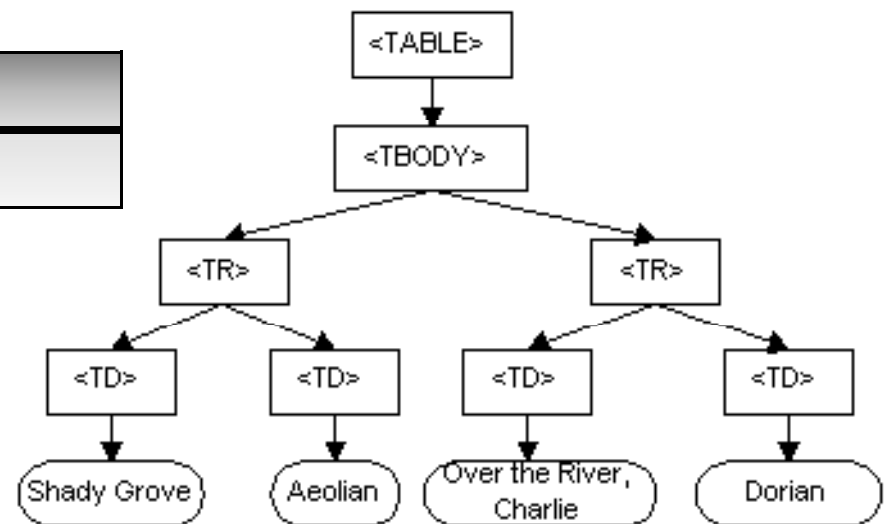 <TABLE>
<TBODY>
<TR>
<TR>
<TD>
<TD>
<TD>
<TD>
Shady Grove
Aeolian
Over the River,
Charlie
Dorian